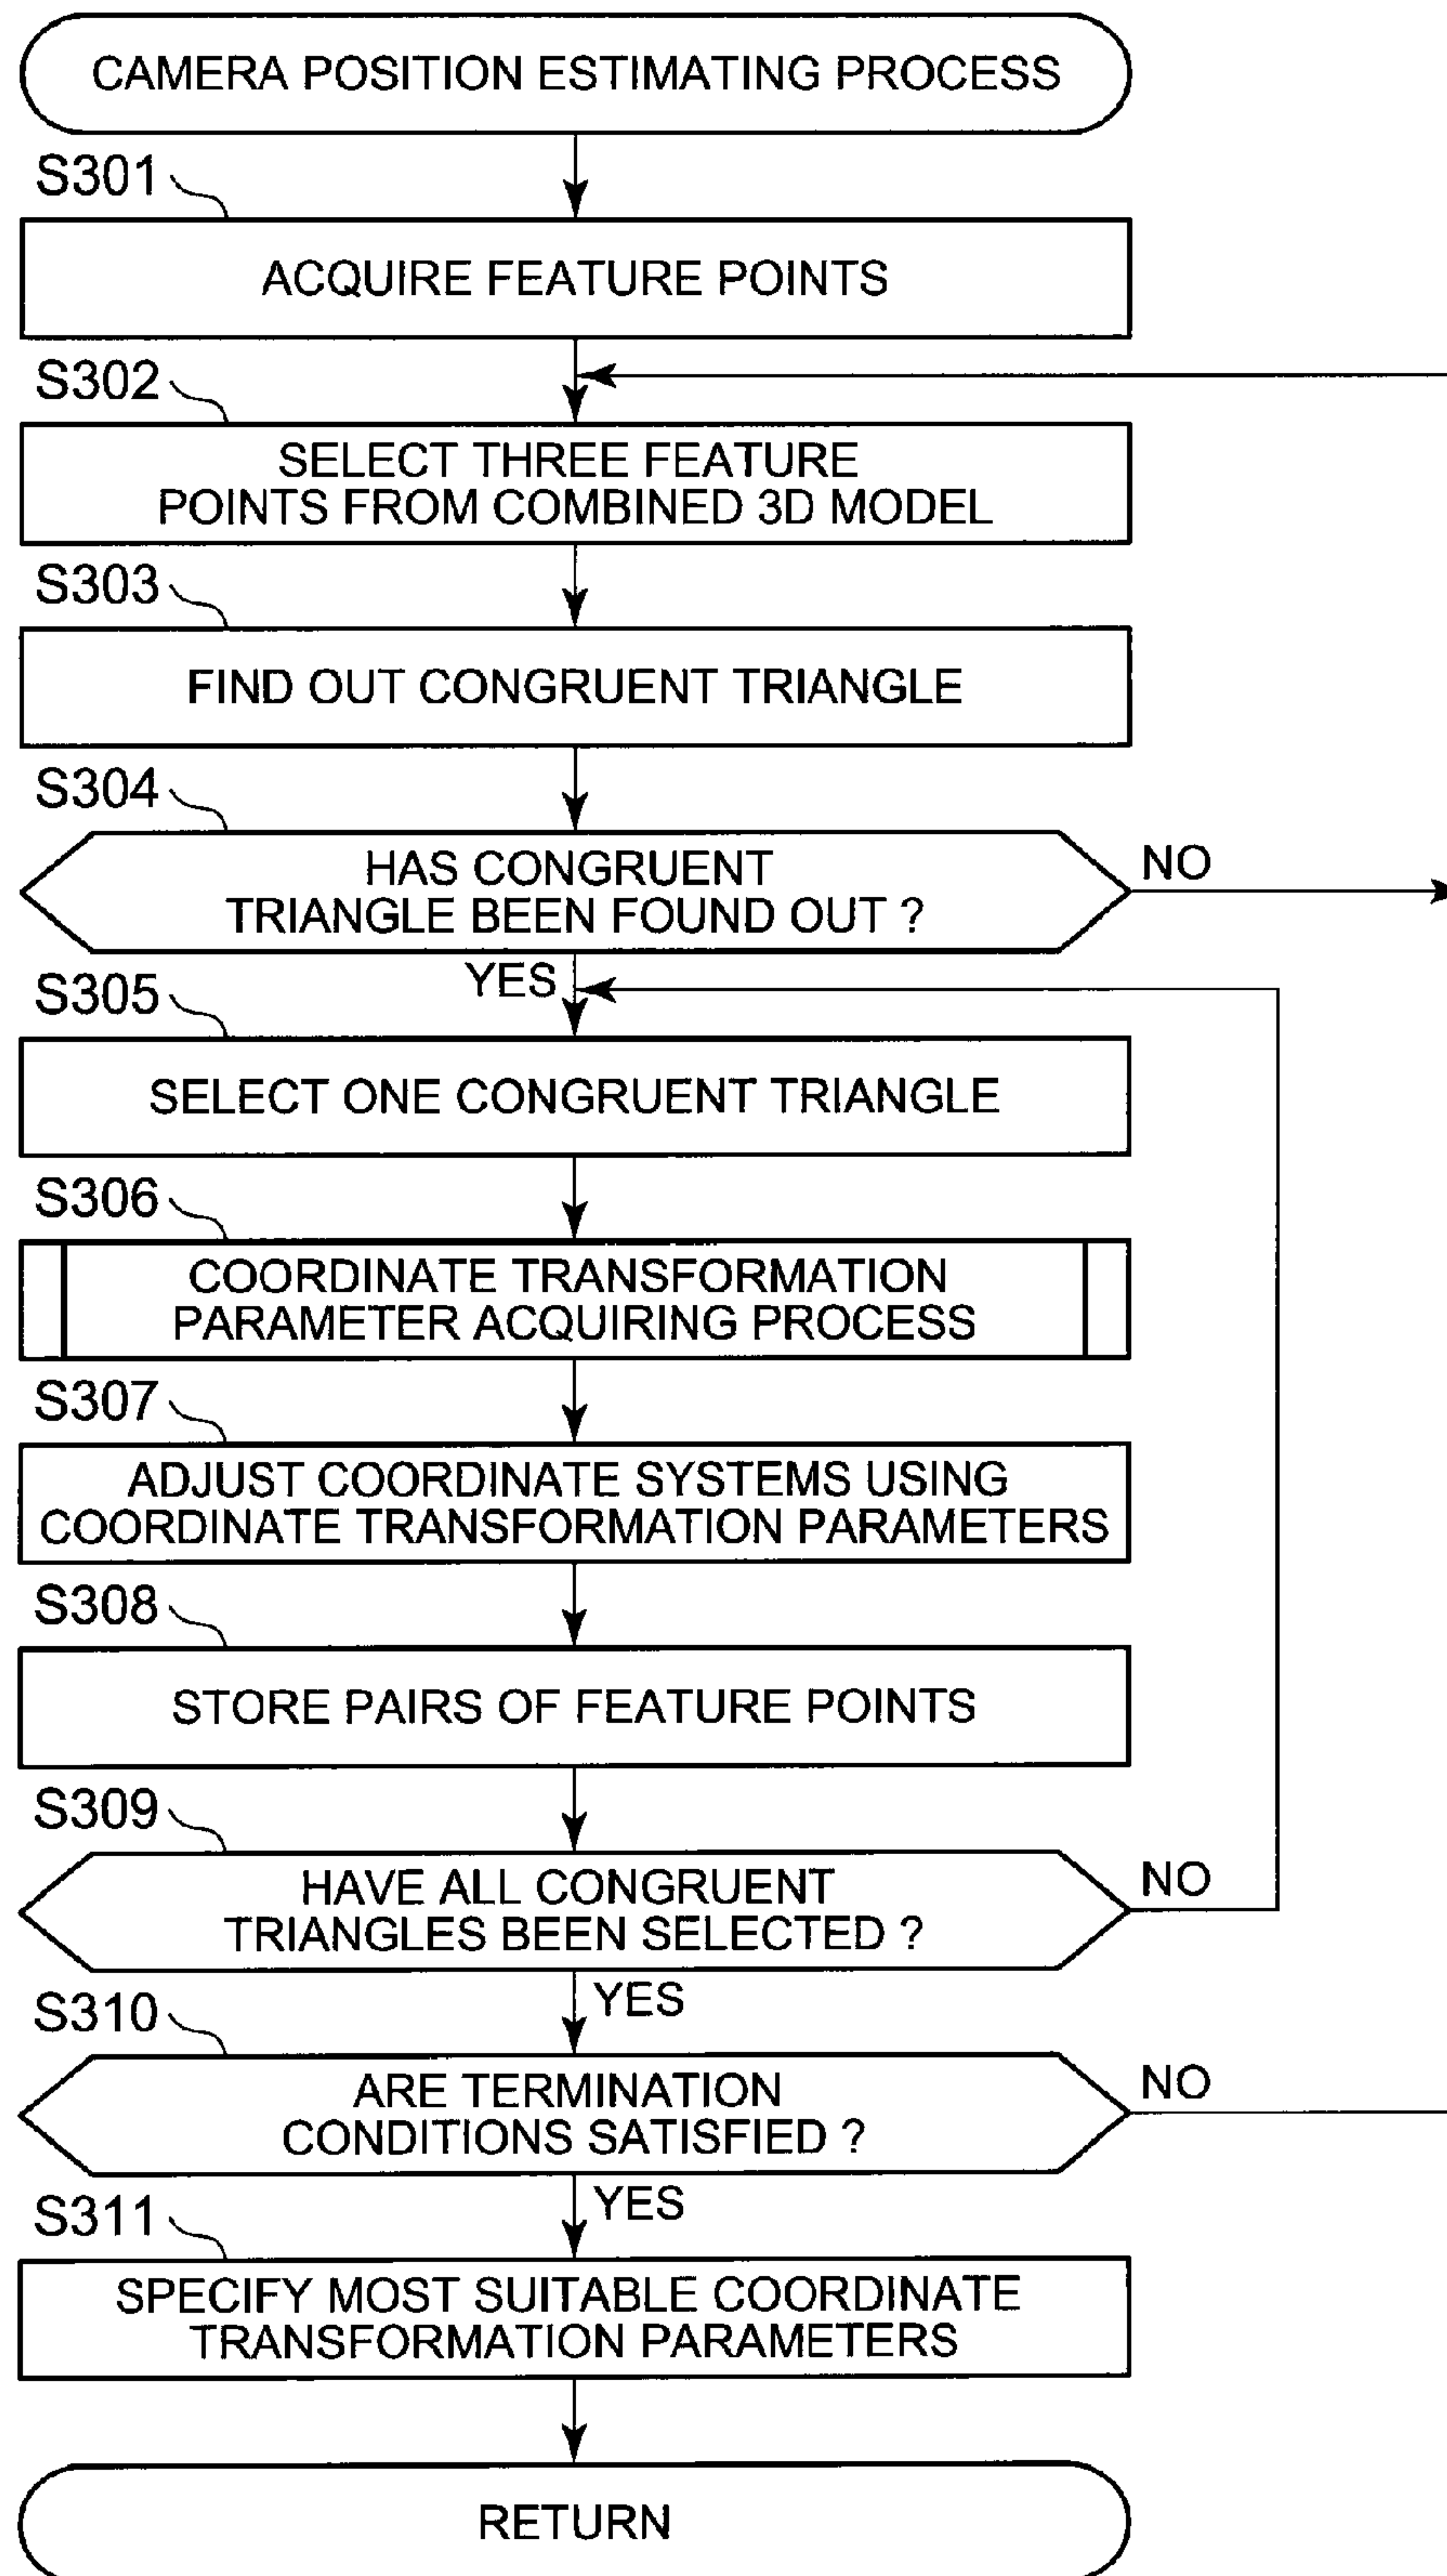 CAMERA POSITION ESTIMATING PROCESS
S301
ACQUIRE FEATURE POINTS
S302
SELECT THREE FEATURE
POINTS FROM COMBINED 3D MODEL
S303
FIND OUT CONGRUENT TRIANGLE
S304
HAS CONGRUENT
TRIANGLE BEEN FOUND OUT ?
NO
YES
S305
SELECT ONE CONGRUENT TRIANGLE
S306
COORDINATE TRANSFORMATION
PARAMETER ACQUIRING PROCESS
S307
ADJUST COORDINATE SYSTEMS USING
COORDINATE TRANSFORMATION PARAMETERS
S308
STORE PAIRS OF FEATURE POINTS
S309
HAVE ALL CONGRUENT
TRIANGLES BEEN SELECTED ?
NO
YES
S310
ARE TERMINATION
CONDITIONS SATISFIED ?
NO
YES
S311
SPECIFY MOST SUITABLE COORDINATE
TRANSFORMATION PARAMETERS
RETURN